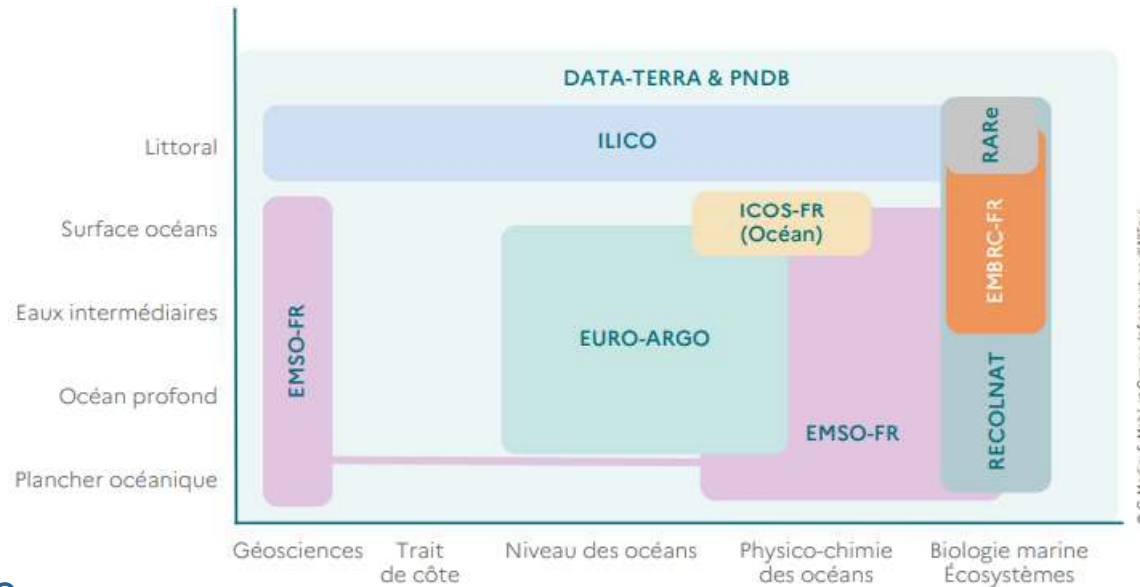 DATA-TERRA & PNDB
Littoral
ILICO
RARe
Surface océans
ICOS-FR
(Océan)
EMBRC-FR
Eaux intermédiaires
EMSO-FR
EURO-ARGO
Océan profond
EMSO-FR
RECOLNAT
Plancher océanique
Géosciences
Trait
de côte
Niveau des océans
Physico-chimie
des océans
Biologie marine
Écosystèmes